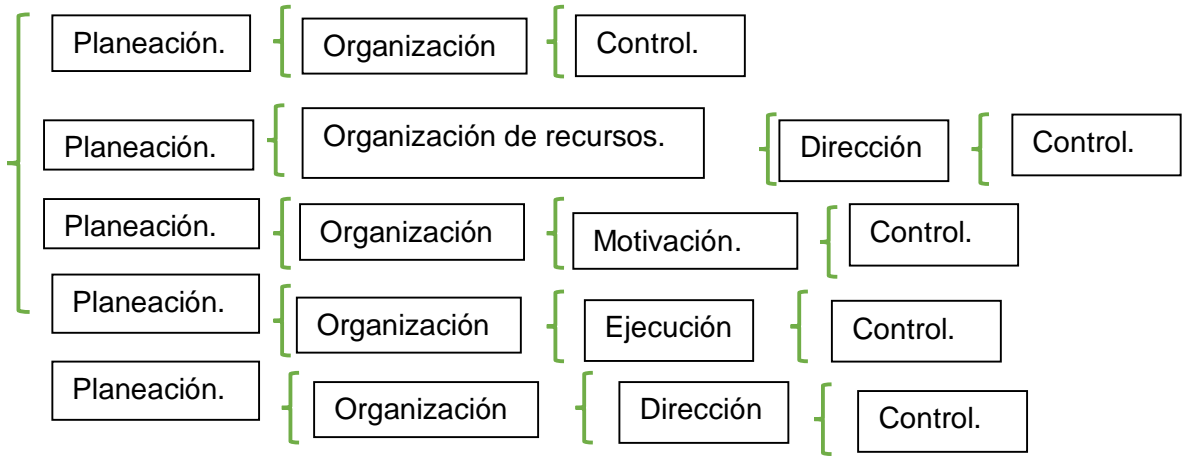 Planeación. Organización Control.
Planeación. Organización de recursos. Dirección Control.
Planeación. Organización Motivación. Control.
Planeación. Organización Ejecución Control.
Planeación. Organización Dirección Control.